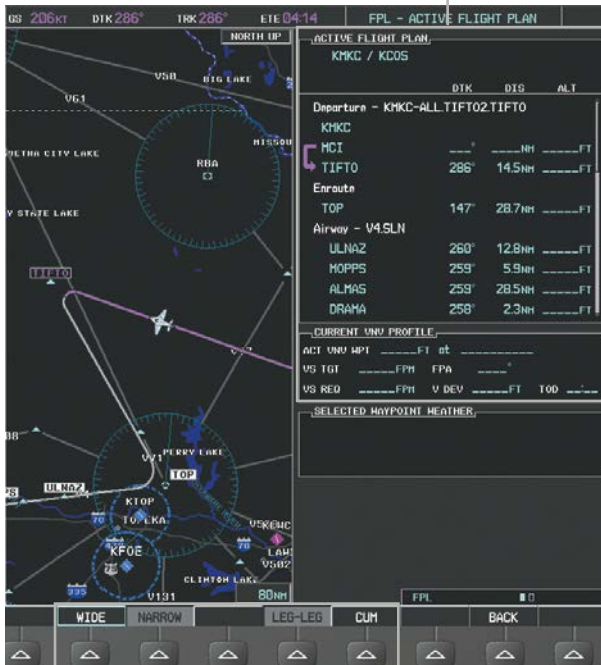 GS 206KT DTK 286° TRK 286° ETE 04:14 FPL - ACTIVE FLIGHT PLAN
NORTH UP
V50
BIG LAKE
V61
MISSOU
RBA
CITY LAKE
Y STATE LAKE
TIFTO
08
V71
PERRY LAKE
TOP
ULNAZ
KTOP
TOPEKA
70
70
KFOE
V502
335
V131
CLINTON LAKE
80NM
ACTIVE FLIGHT PLAN
KMKC / KCOS
DTK DIS ALT
Departure - KMKC-ALL.TIFTO2.TIFTO
KMKC
MCI ___° ____NM _____FT
TIFTO 286° 14.5NM _____FT
Enroute
TOP 147° 28.7NM _____FT
Airway - V4.SLN
ULNAZ 260° 12.8NM _____FT
MOPPS 259° 5.9NM _____FT
ALMAS 259° 28.5NM _____FT
DRAMA 258° 2.3NM _____FT
CURRENT VNV PROFILE
ACT VNV WPT _____FT at __________
VS TGT _____FPM FPA ____°
VS REQ _____FPM V DEV _____FT TOD __:__
SELECTED WAYPOINT WEATHER
FPL
WIDE NARROW LEG-LEG CUM BACK